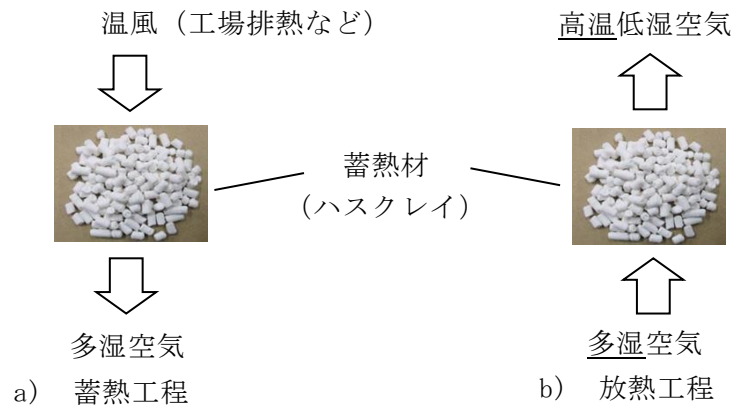 温風（工場排熱など）
高温低湿空気
蓄熱材
（ハスクレイ）
多湿空気
多湿空気
a)　蓄熱工程
b)　放熱工程